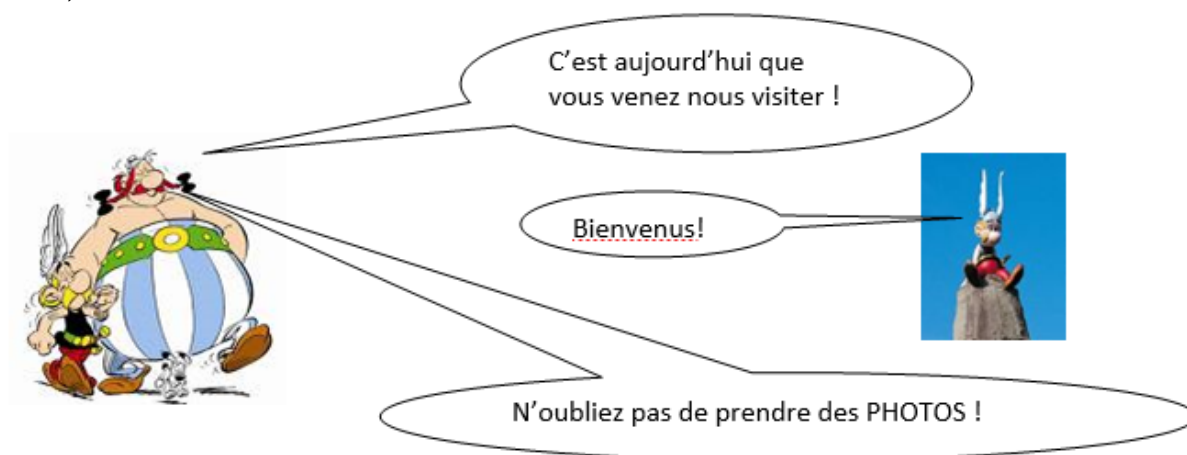 C’est aujourd’hui que
vous venez nous visiter !
Bienvenus!
N’oubliez pas de prendre des PHOTOS !